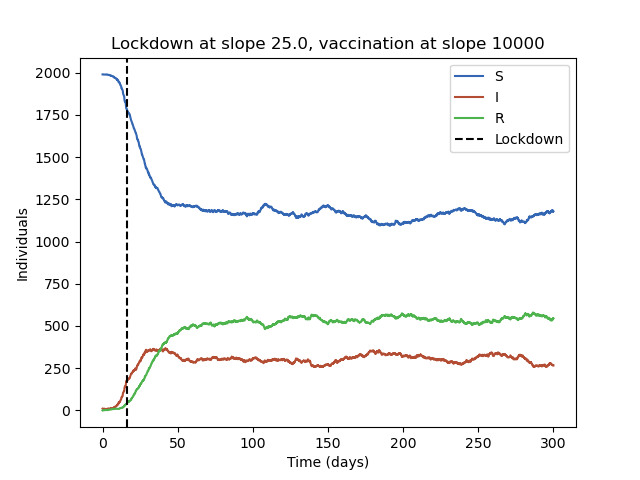 Lockdown at slope 25.0, vaccination at slope 10000
S
I
R
Lockdown
2000
1750
1500
1250
1000
750
500
250
0
Individuals
0 50 100 150 200 250 300
Time (days)